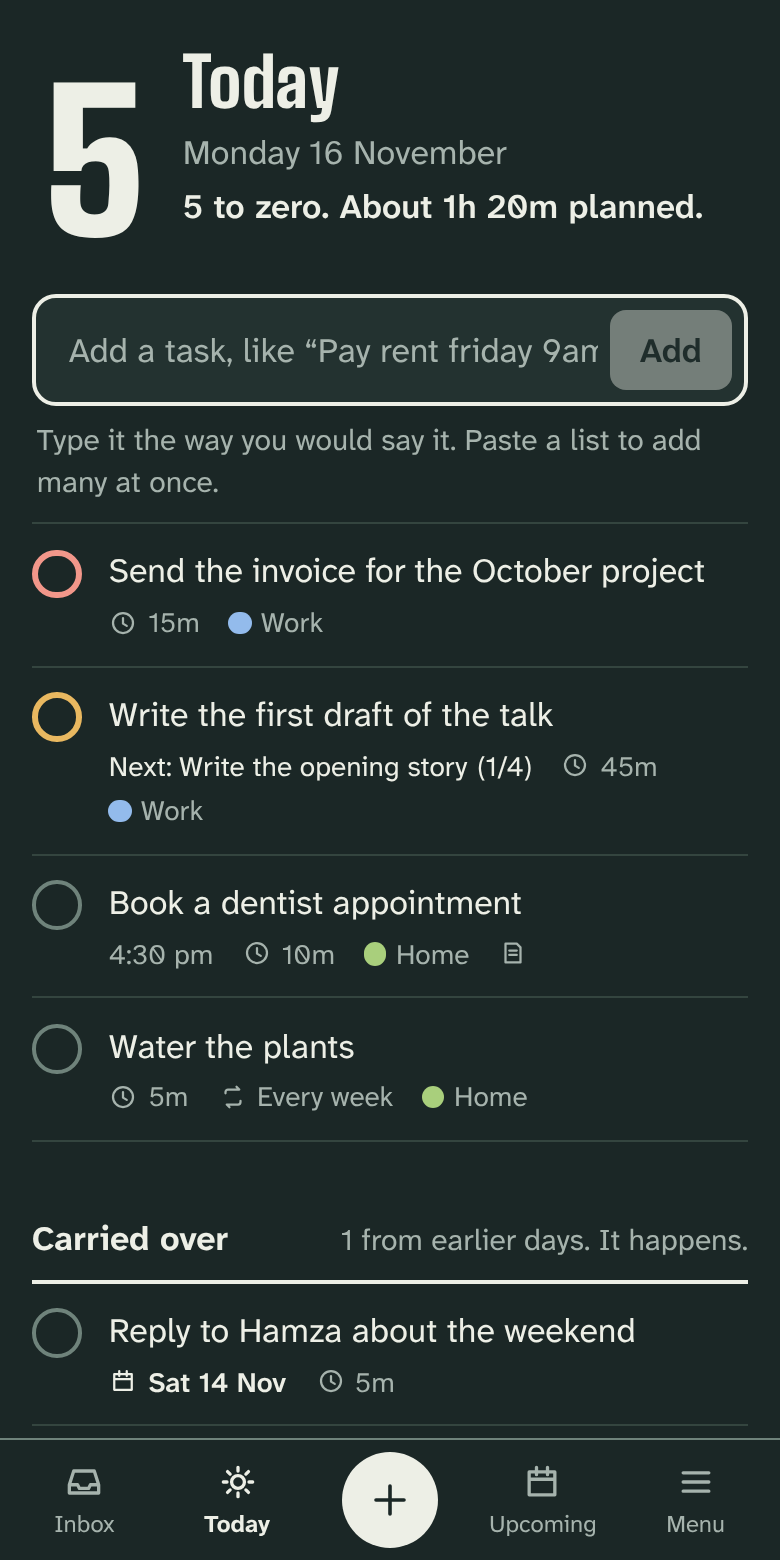 5
Today
Monday 16 November
5 to zero. About 1h 20m planned.
Add a task, like “Pay rent friday 9am
Add
Type it the way you would say it. Paste a list to add
many at once.
Send the invoice for the October project
15m Work
Write the first draft of the talk
Next: Write the opening story (1/4) 45m
Work
Book a dentist appointment
4:30 pm 10m Home
Water the plants
5m Every week Home
Carried over 1 from earlier days. It happens.
Reply to Hamza about the weekend
Sat 14 Nov 5m
Inbox Today Upcoming Menu